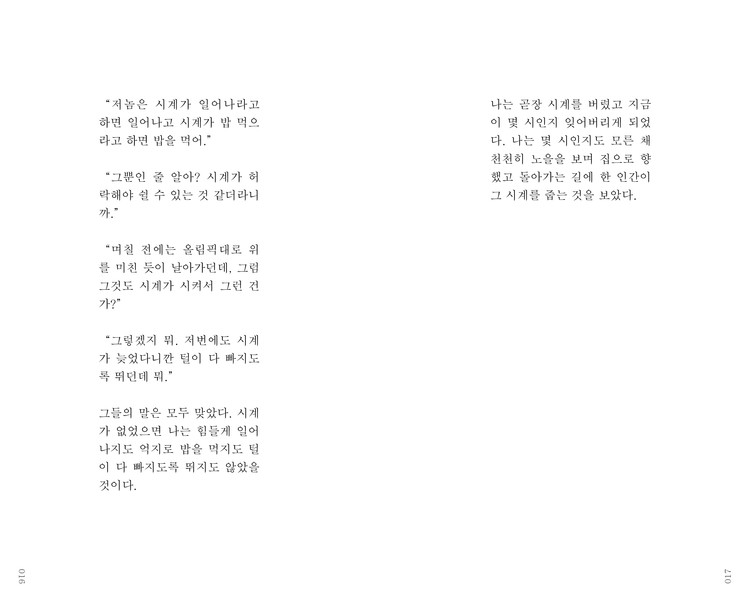 “저놈은 시계가 일어나라고
하면 일어나고 시계가 밥 먹으
라고 하면 밥을 먹어.”
“그뿐인 줄 알아? 시계가 허
락해야 쉴 수 있는 것 같더라니
까.”
“며칠 전에는 올림픽대로 위
를 미친 듯이 날아가던데, 그럼
그것도 시계가 시켜서 그런 건
가?”
“그렇겠지 뭐. 저번에도 시계
가 늦었다니깐 털이 다 빠지도
록 뛰던데 뭐.”
그들의 말은 모두 맞았다. 시계
가 없었으면 나는 힘들게 일어
나지도 억지로 밥을 먹지도 털
이 다 빠지도록 뛰지도 않았을
것이다.
016
나는 곧장 시계를 버렸고 지금
이 몇 시인지 잊어버리게 되었
다. 나는 몇 시인지도 모른 채
천천히 노을을 보며 집으로 향
했고 돌아가는 길에 한 인간이
그 시계를 줍는 것을 보았다.
017